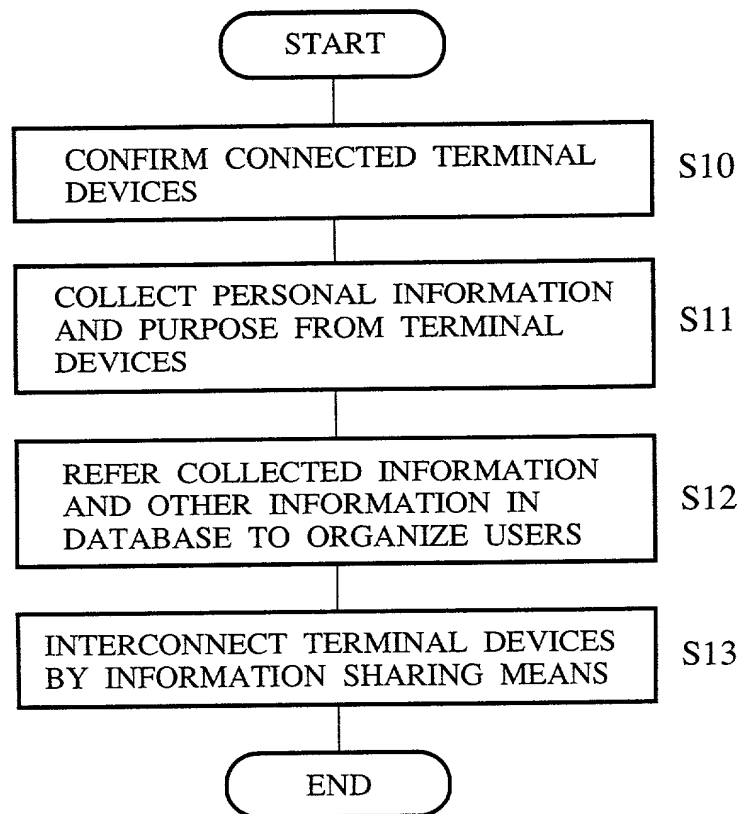 START
CONFIRM CONNECTED TERMINAL
DEVICES
S10
COLLECT PERSONAL INFORMATION
AND PURPOSE FROM TERMINAL
DEVICES
S11
REFER COLLECTED INFORMATION
AND OTHER INFORMATION IN
DATABASE TO ORGANIZE USERS
S12
INTERCONNECT TERMINAL DEVICES
BY INFORMATION SHARING MEANS
S13
END